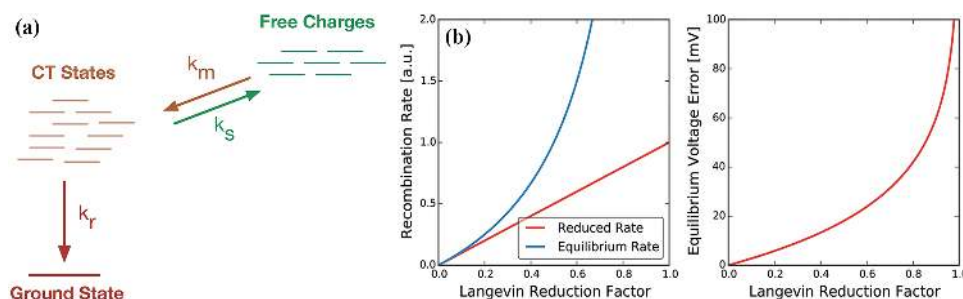 (a)
Free Charges
CT States
k_m
k_s
k_r
Ground State
(b)
Recombination Rate [a.u.]
2.0
1.5
1.0
0.5
0.0
0.0 0.2 0.4 0.6 0.8 1.0
Langevin Reduction Factor
Reduced Rate
Equilibrium Rate
Equilibrium Voltage Error [mV]
100
80
60
40
20
0
0.0 0.2 0.4 0.6 0.8 1.0
Langevin Reduction Factor